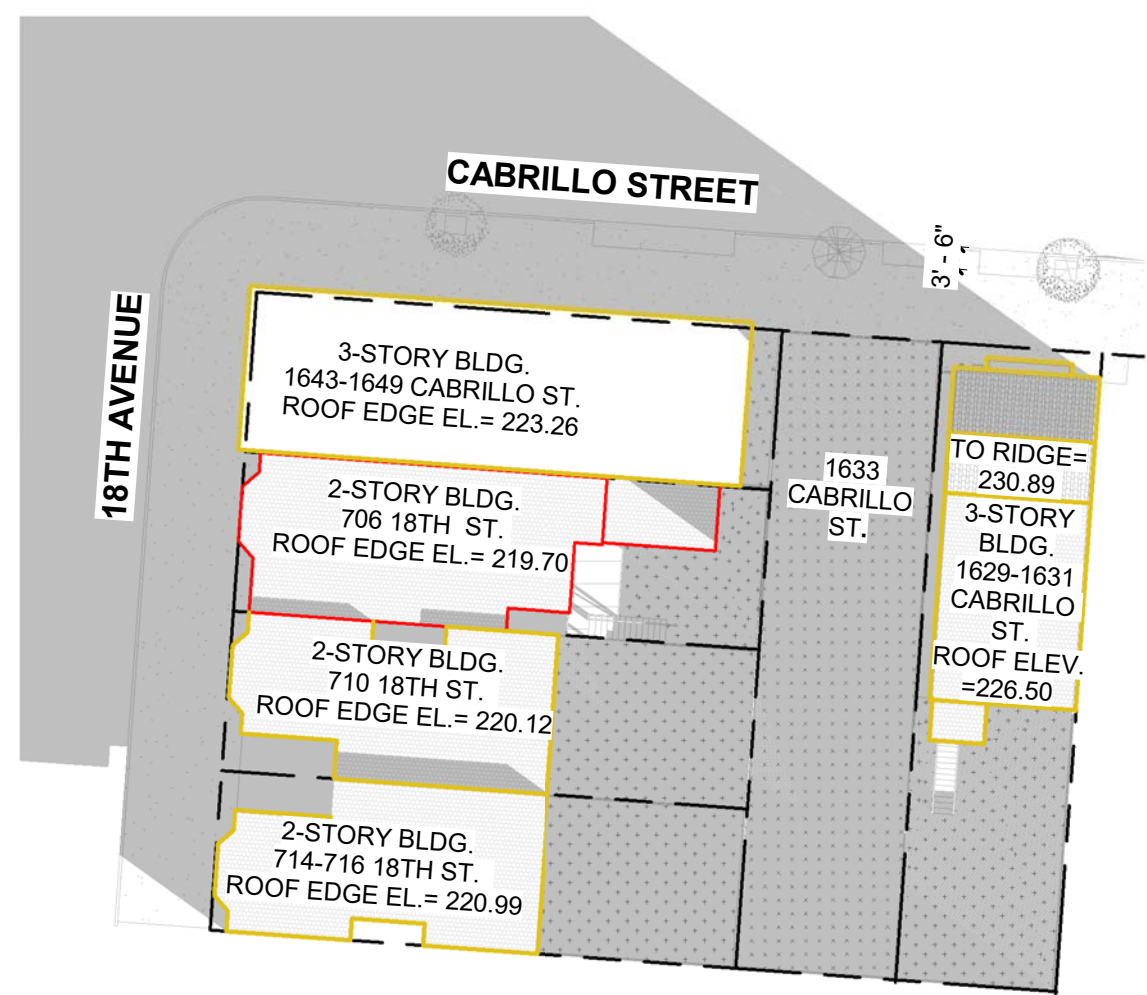 CABRILLO STREET
3' - 6"
18TH AVENUE
3-STORY BLDG.
1643-1649 CABRILLO ST.
ROOF EDGE EL.= 223.26
2-STORY BLDG.
706 18TH  ST.
ROOF EDGE EL.= 219.70
2-STORY BLDG.
710 18TH ST.
ROOF EDGE EL.= 220.12
2-STORY BLDG.
714-716 18TH ST.
ROOF EDGE EL.= 220.99
1633
CABRILLO
ST.
TO RIDGE=
230.89
3-STORY
BLDG.
1629-1631
CABRILLO
ST.
ROOF ELEV.
=226.50